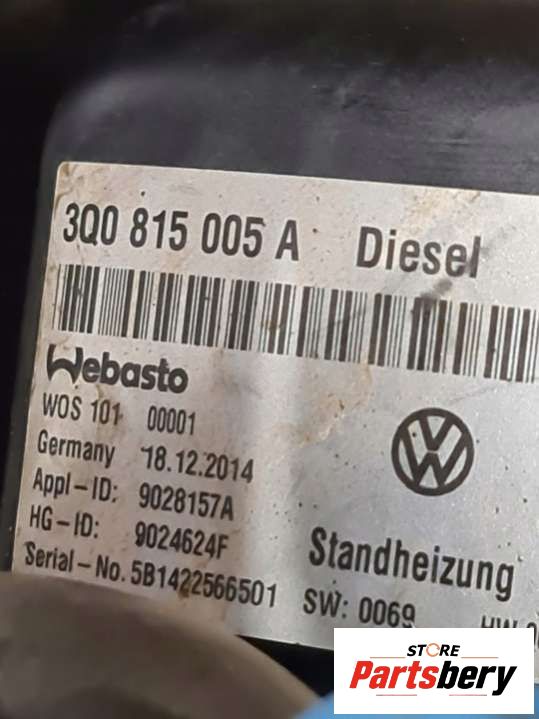 3Q0 815 005 A Diesel
Webasto
WOS 101 00001
Germany 18.12.2014
Appl-ID: 9028157A
HG-ID: 9024624F
Serial-No. 5B1422566501
VW
Standheizung
SW: 0069
STORE
Partsbery